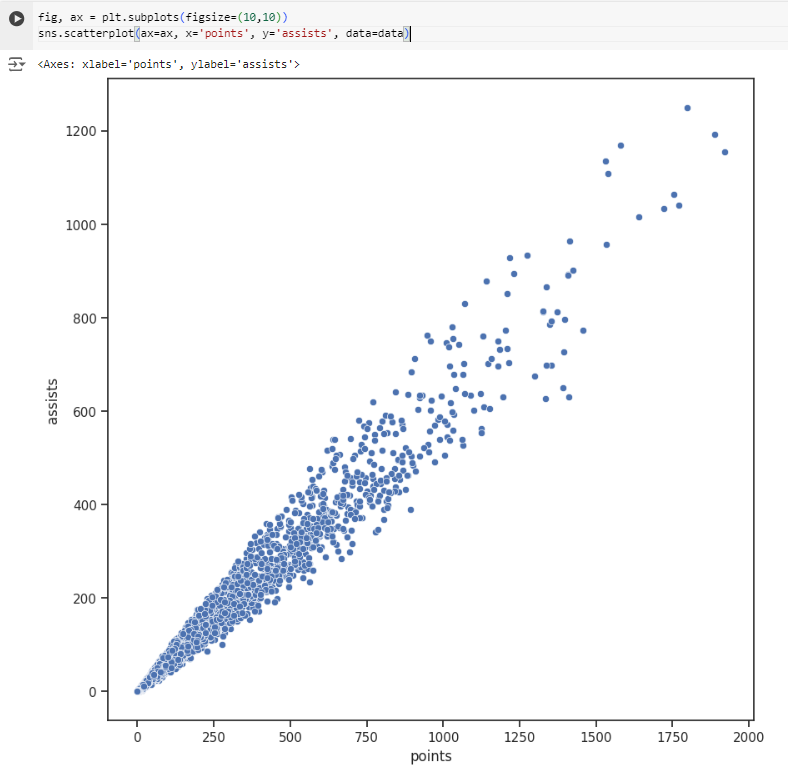 fig, ax = plt.subplots(figsize=(10,10))
sns.scatterplot(ax=ax, x='points', y='assists', data=data)
<Axes: xlabel='points', ylabel='assists'>
1200
1000
800
600
400
200
0
assists
0 250 500 750 1000 1250 1500 1750 2000
points